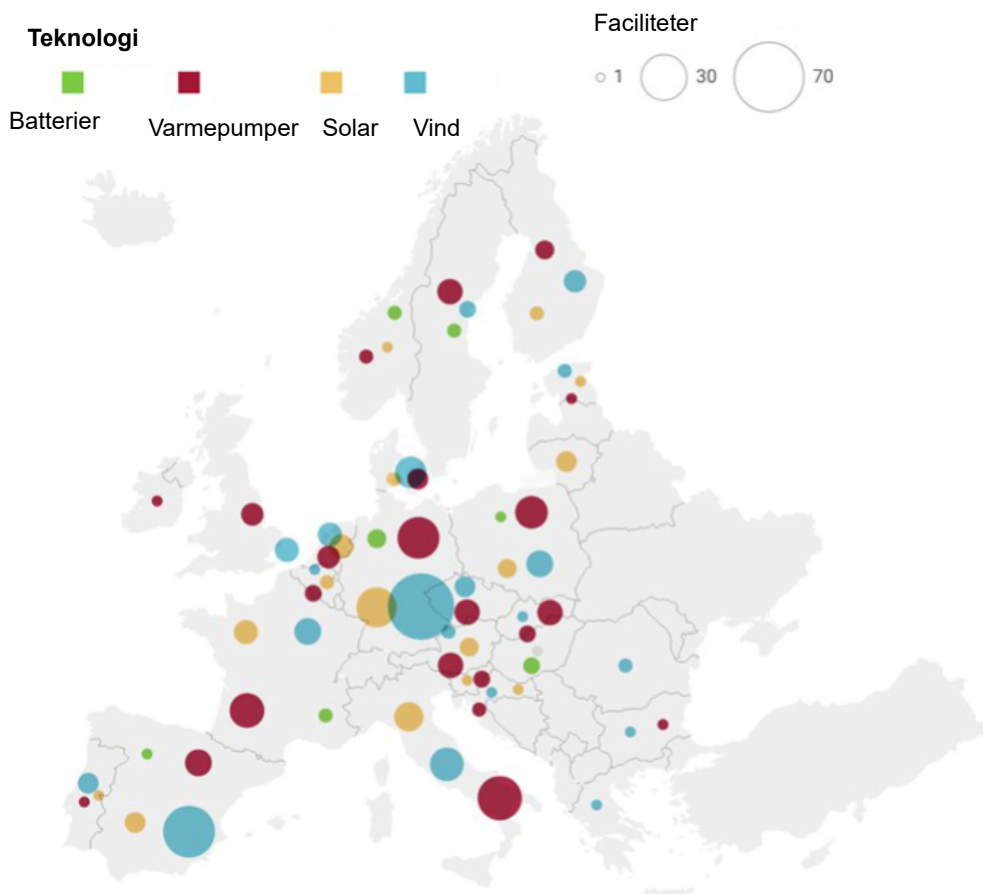 Teknologi
Batterier
Varmepumper
Solar
Vind
Faciliteter
1
30
70